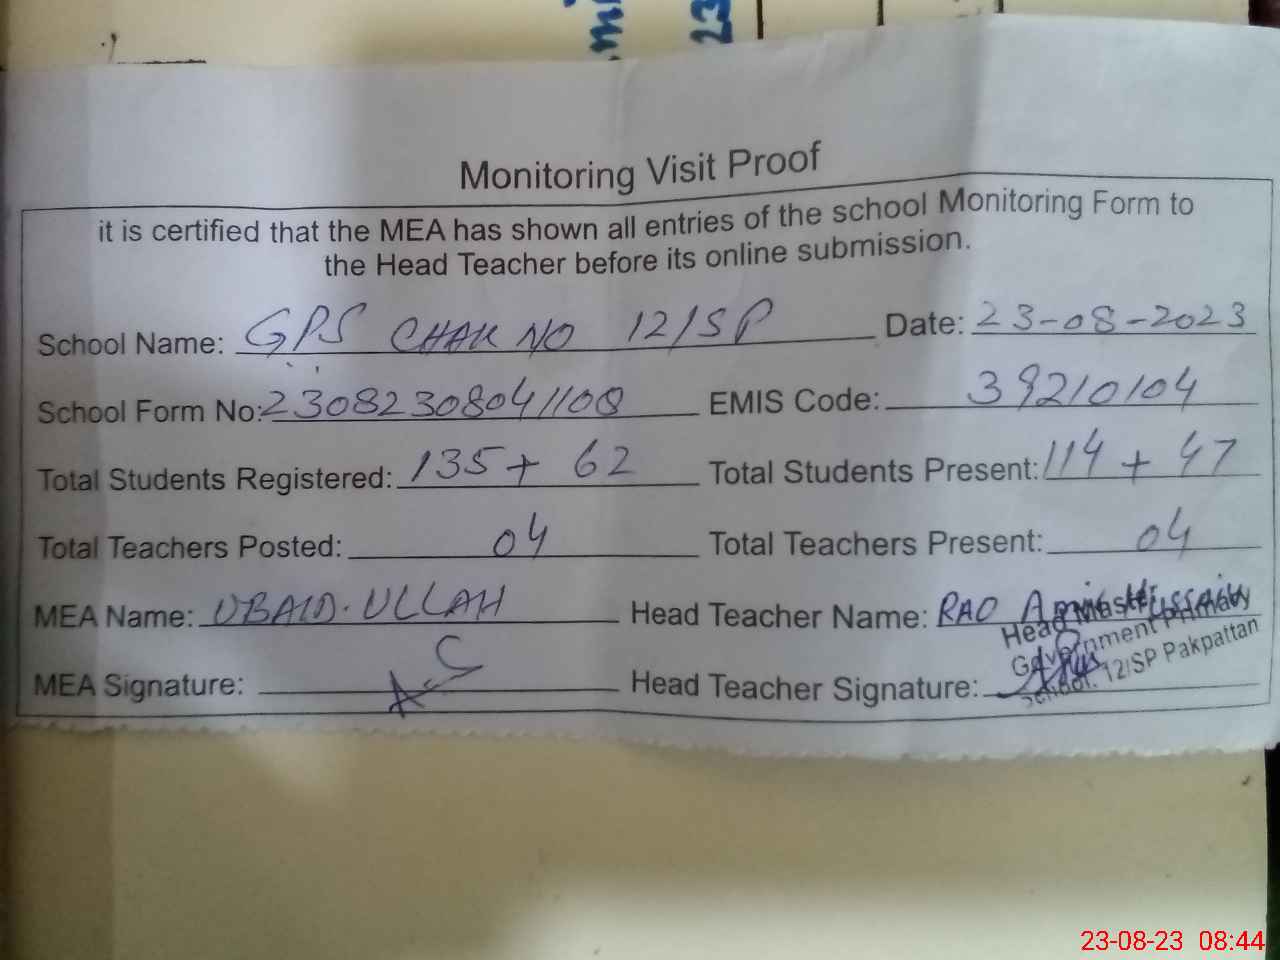 23
Monitoring Visit Proof
it is certified that the MEA has shown all entries of the school Monitoring Form to
the Head Teacher before its online submission.
School Name: GPS CHAK NO 12/SP Date: 23-08-2023
School Form No: 23082308041108 EMIS Code: 39210104
Total Students Registered: 135 + 62 Total Students Present: 114 + 47
Total Teachers Posted: 04 Total Teachers Present: 04
MEA Name: UBAID. ULLAH Head Teacher Name: RAO Amir Hussain
Head Master
Government Primary
School. 12/SP Pakpattan
MEA Signature: Head Teacher Signature:
23-08-23 08:44